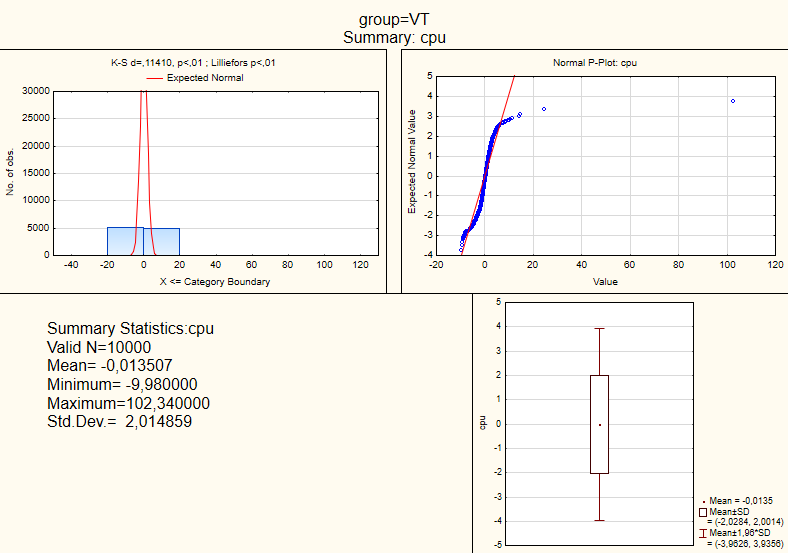 group=VT
Summary: cpu
K-S d=,11410, p<,01 ; Lilliefors p<,01
Expected Normal
30000
25000
20000
15000
10000
5000
0
No. of obs.
-40 -20 0 20 40 60 80 100 120
X <= Category Boundary
Normal P-Plot: cpu
5
4
3
2
1
0
-1
-2
-3
-4
Expected Normal Value
-20 0 20 40 60 80 100 120
Value
Summary Statistics:cpu
Valid N=10000
Mean= -0,013507
Minimum= -9,980000
Maximum=102,340000
Std.Dev.= 2,014859
5
4
3
2
1
0
-1
-2
-3
-4
-5
cpu
Mean = -0,0135
Mean±SD
= (-2,0284, 2,0014)
Mean±1,96*SD
= (-3,9626, 3,9356)